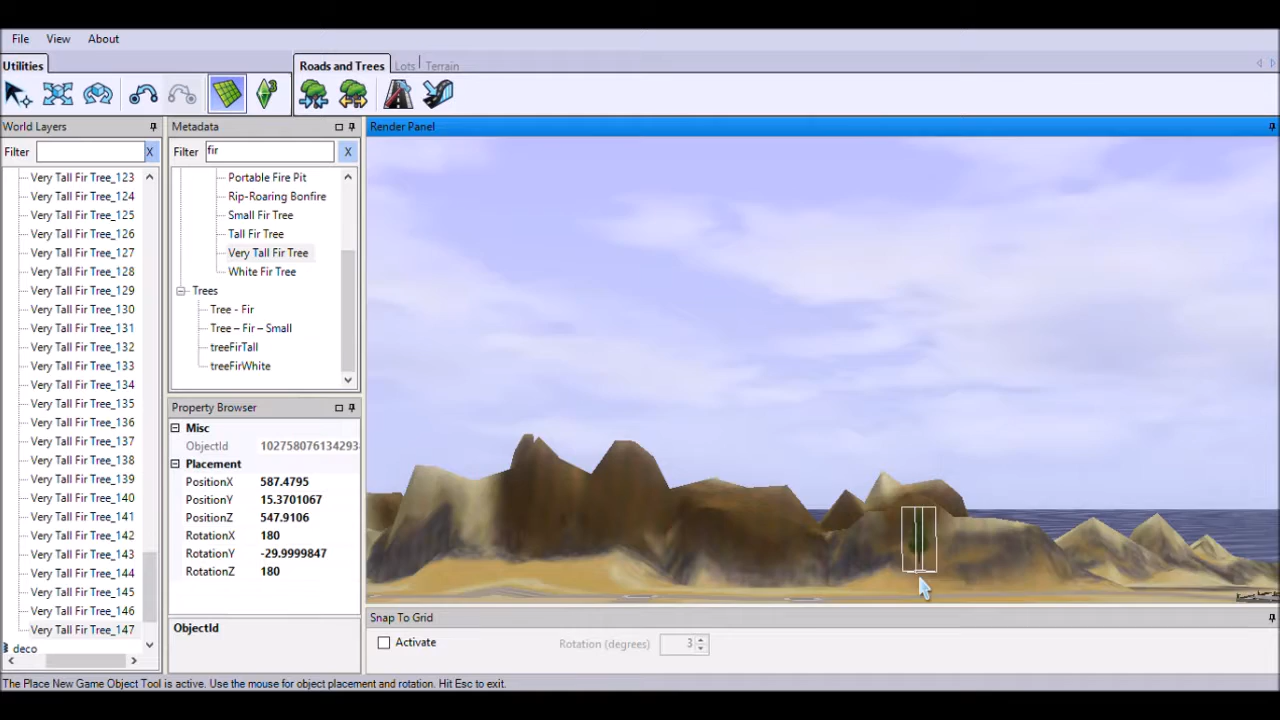 File View About
Utilities
Roads and Trees Lots Terrain
World Layers
Filter X
Very Tall Fir Tree_123
Very Tall Fir Tree_124
Very Tall Fir Tree_125
Very Tall Fir Tree_126
Very Tall Fir Tree_127
Very Tall Fir Tree_128
Very Tall Fir Tree_129
Very Tall Fir Tree_130
Very Tall Fir Tree_131
Very Tall Fir Tree_132
Very Tall Fir Tree_133
Very Tall Fir Tree_134
Very Tall Fir Tree_135
Very Tall Fir Tree_136
Very Tall Fir Tree_137
Very Tall Fir Tree_138
Very Tall Fir Tree_139
Very Tall Fir Tree_140
Very Tall Fir Tree_141
Very Tall Fir Tree_142
Very Tall Fir Tree_143
Very Tall Fir Tree_144
Very Tall Fir Tree_145
Very Tall Fir Tree_146
Very Tall Fir Tree_147
deco
Metadata
Filter fir X
Portable Fire Pit
Rip-Roaring Bonfire
Small Fir Tree
Tall Fir Tree
Very Tall Fir Tree
White Fir Tree
Trees
Tree - Fir
Tree – Fir – Small
treeFirTall
treeFirWhite
Property Browser
Misc
ObjectId 102758076134293
Placement
PositionX 587.4795
PositionY 15.3701067
PositionZ 547.9106
RotationX 180
RotationY -29.9999847
RotationZ 180
ObjectId
Render Panel
Snap To Grid
Activate Rotation (degrees) 3
The Place New Game Object Tool is active. Use the mouse for object placement and rotation. Hit Esc to exit.